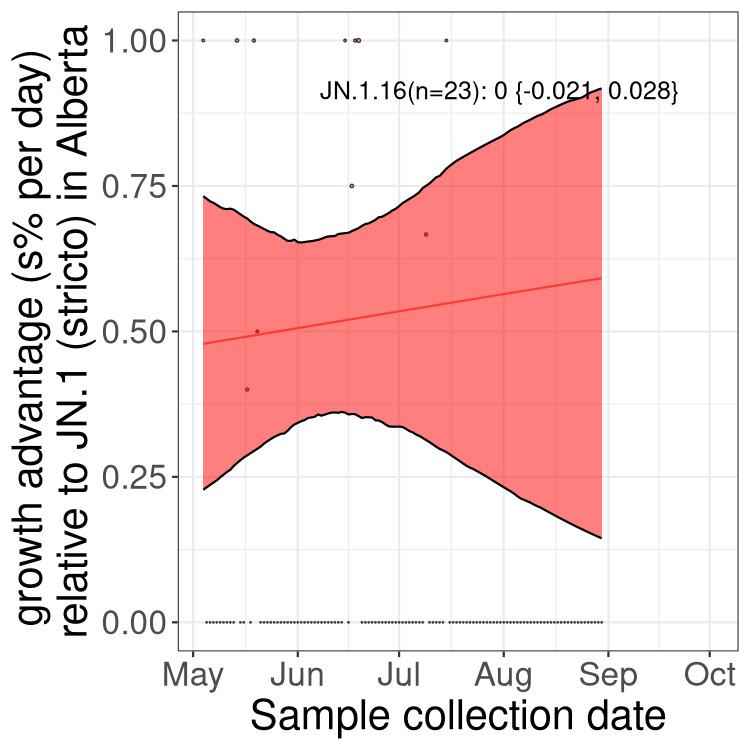 growth advantage (s% per day)
relative to JN.1 (stricto) in Alberta
1.00
0.75
0.50
0.25
0.00
JN.1.16(n=23): 0 {-0.021, 0.028}
May Jun Jul Aug Sep Oct
Sample collection date